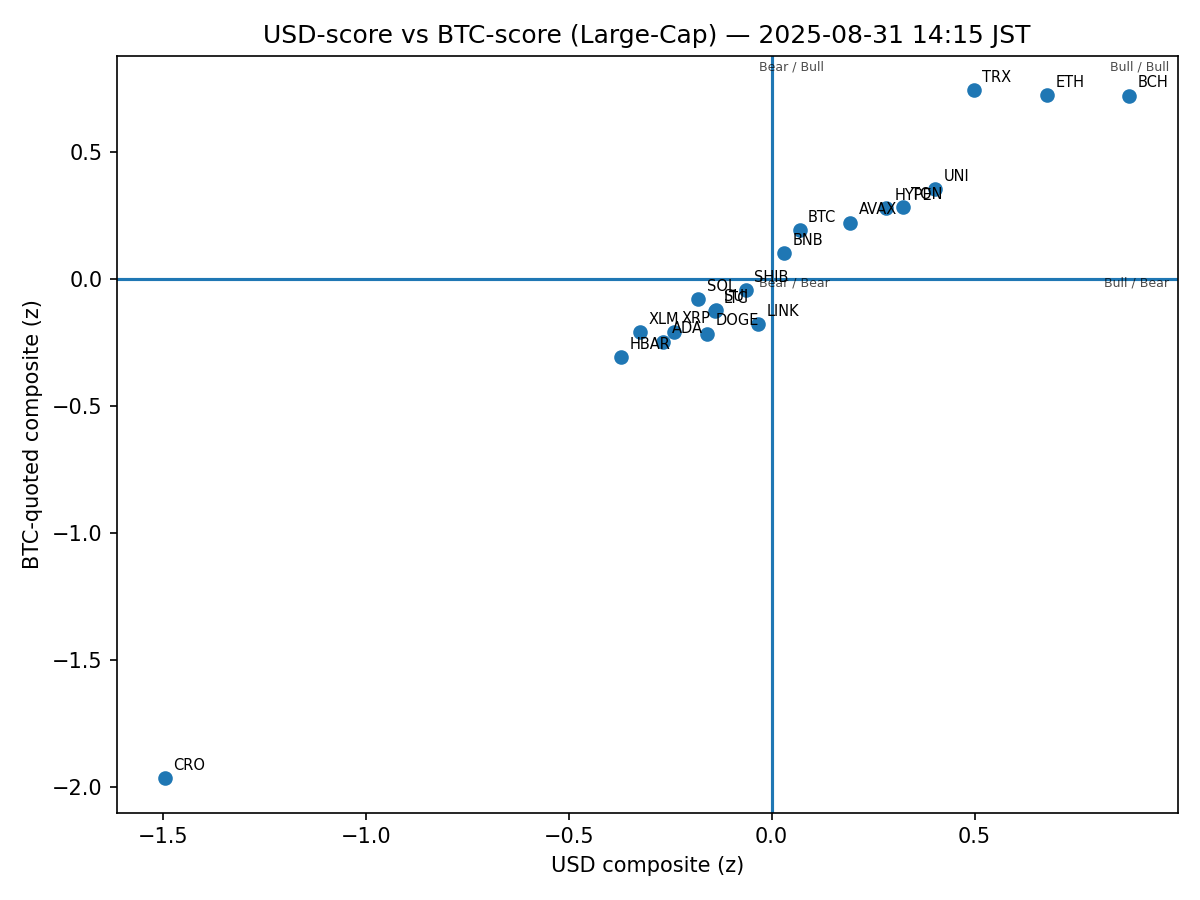 USD-score vs BTC-score (Large-Cap) — 2025-08-31 14:15 JST
Bear / Bull
Bull / Bull
TRX
ETH
BCH
UNI
HYPE
TON
AVAX
BTC
BNB
SHIB
Bear / Bear
Bull / Bear
SOL
SUI
LTC
LINK
XLM
XRP
DOGE
ADA
HBAR
CRO
0.5
0.0
−0.5
−1.0
−1.5
−2.0
−1.5
−1.0
−0.5
0.0
0.5
USD composite (z)
BTC-quoted composite (z)